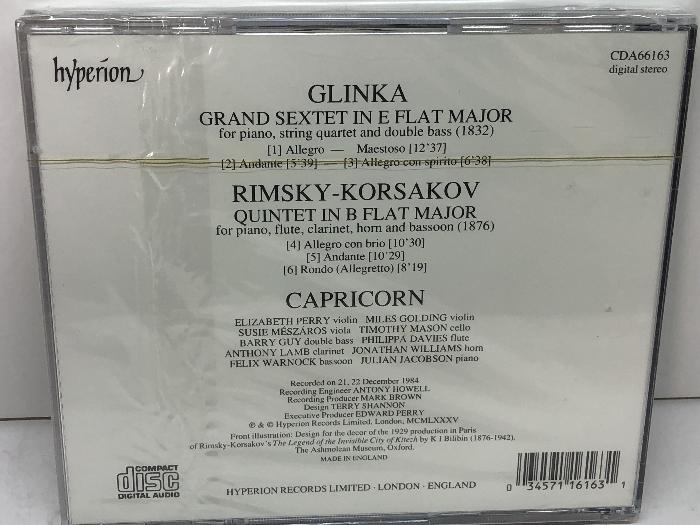 hyperion
CDA66163
digital stereo
GLINKA
GRAND SEXTET IN E FLAT MAJOR
for piano, string quartet and double bass (1832)
[1] Allegro — Maestoso [12'37]
[2] Andante [5'39] — [3] Allegro con spirito [6'38]
RIMSKY-KORSAKOV
QUINTET IN B FLAT MAJOR
for piano, flute, clarinet, horn and bassoon (1876)
[4] Allegro con brio [10'30]
[5] Andante [10'29]
[6] Rondo (Allegretto) [8'19]
CAPRICORN
ELIZABETH PERRY violin MILES GOLDING violin
SUSIE MÉSZÁROS viola TIMOTHY MASON cello
BARRY GUY double bass PHILIPPA DAVIES flute
ANTHONY LAMB clarinet JONATHAN WILLIAMS horn
FELIX WARNOCK bassoon JULIAN JACOBSON piano
Recorded on 21, 22 December 1984
Recording Engineer ANTONY HOWELL
Recording Producer MARK BROWN
Design TERRY SHANNON
Executive Producer EDWARD PERRY
℗ & © Hyperion Records Limited, London, MCMLXXXV
Front illustration: Design for the decor of the 1929 production in Paris
of Rimsky-Korsakov's The Legend of the Invisible City of Kitezh by K I Bilibin (1876-1942).
The Ashmolean Museum, Oxford.
MADE IN ENGLAND
COMPACT
disc
DIGITAL AUDIO
HYPERION RECORDS LIMITED · LONDON · ENGLAND
0 34571 16163 1